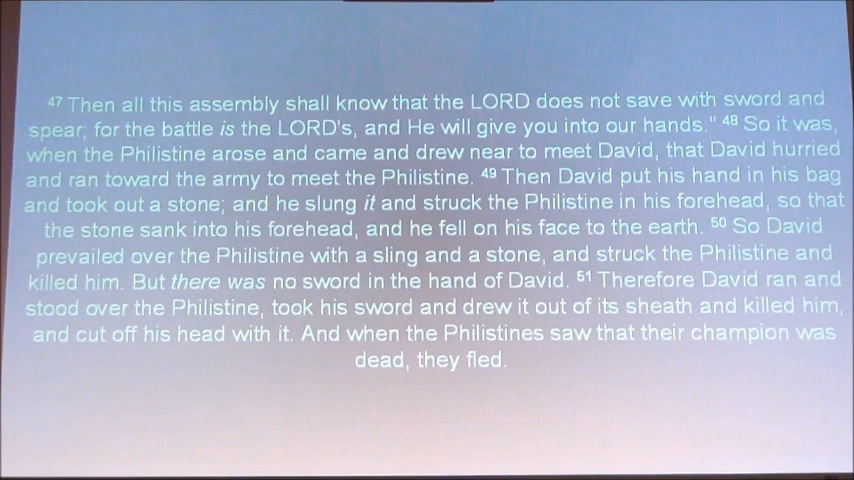 47 Then all this assembly shall know that the LORD does not save with sword and
spear; for the battle is the LORD's, and He will give you into our hands." 48 So it was,
when the Philistine arose and came and drew near to meet David, that David hurried
and ran toward the army to meet the Philistine. 49 Then David put his hand in his bag
and took out a stone; and he slung it and struck the Philistine in his forehead, so that
the stone sank into his forehead, and he fell on his face to the earth. 50 So David
prevailed over the Philistine with a sling and a stone, and struck the Philistine and
killed him. But there was no sword in the hand of David. 51 Therefore David ran and
stood over the Philistine, took his sword and drew it out of its sheath and killed him,
and cut off his head with it. And when the Philistines saw that their champion was
dead, they fled.